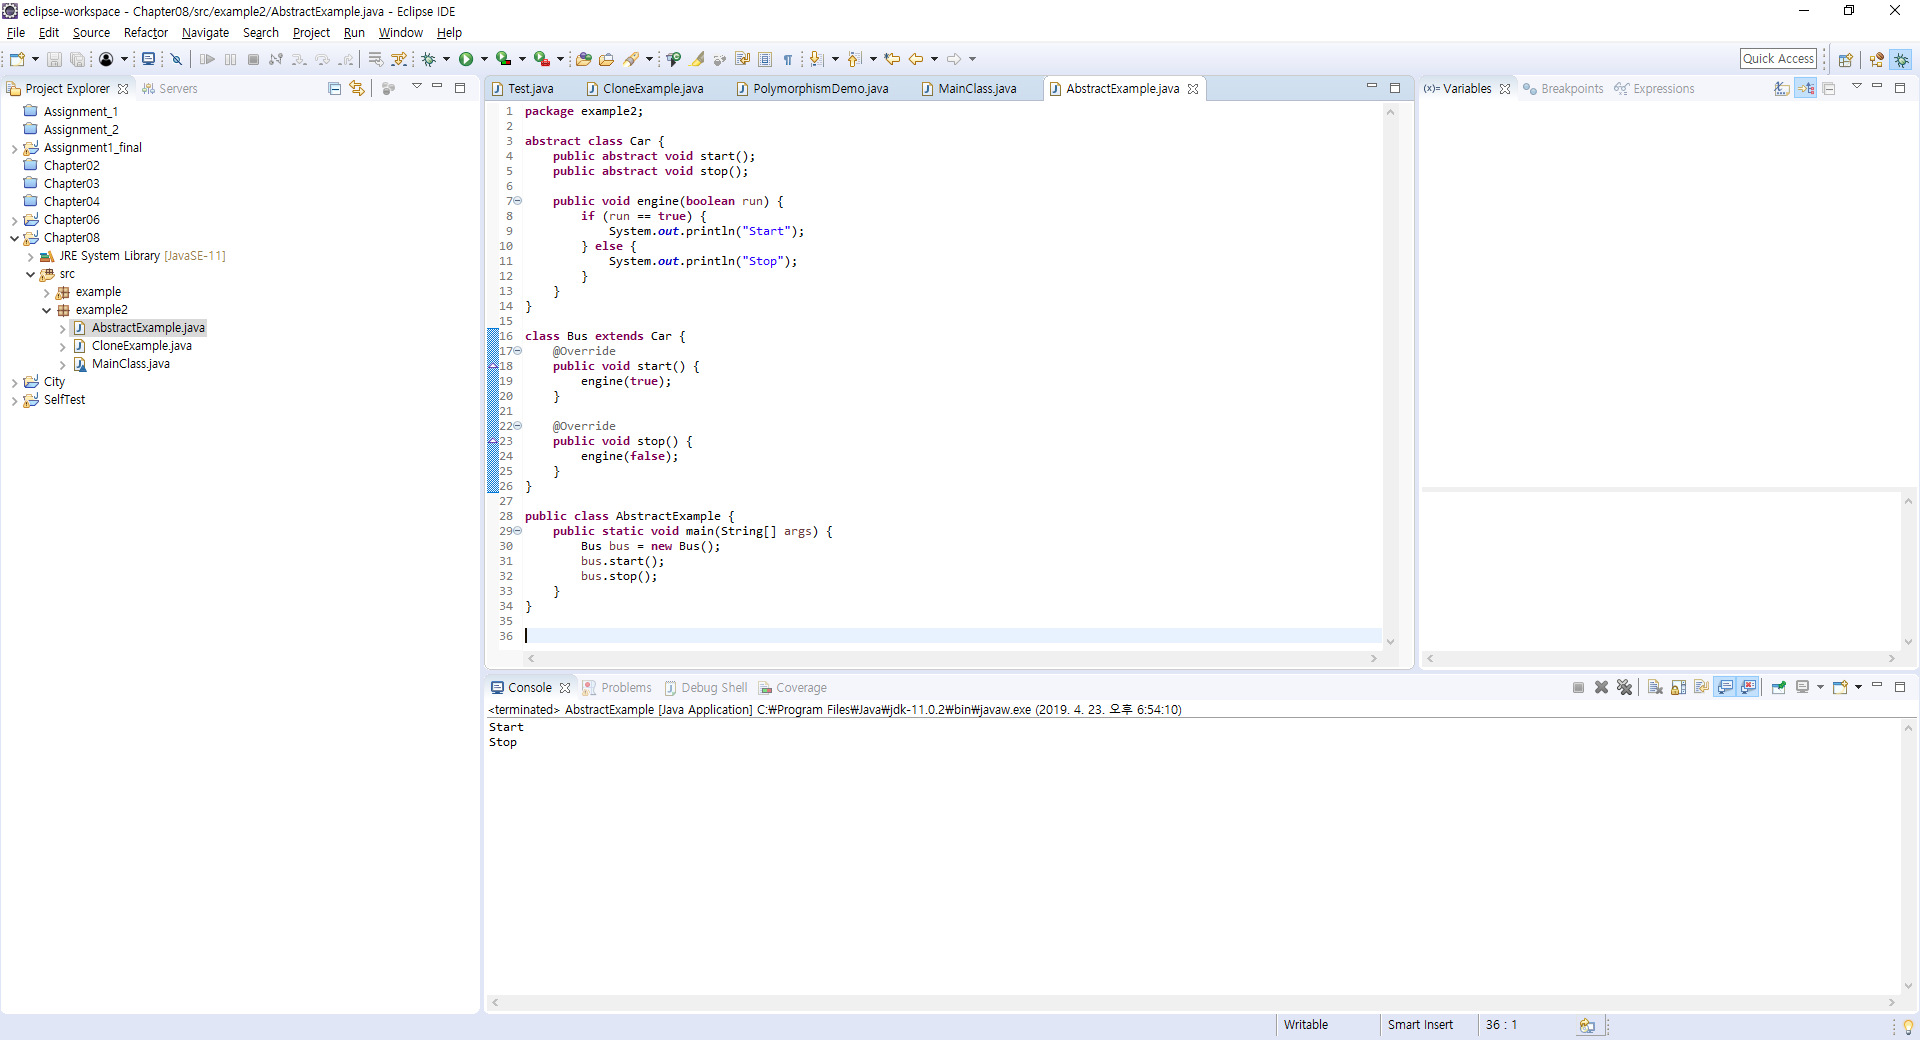 eclipse-workspace - Chapter08/src/example2/AbstractExample.java - Eclipse IDE
File Edit Source Refactor Navigate Search Project Run Window Help
Quick Access
Project Explorer Servers
Assignment_1
Assignment_2
Assignment1_final
Chapter02
Chapter03
Chapter04
Chapter06
Chapter08
JRE System Library [JavaSE-11]
src
example
example2
AbstractExample.java
CloneExample.java
MainClass.java
City
SelfTest
Test.java CloneExample.java PolymorphismDemo.java MainClass.java AbstractExample.java
1 package example2;
2
3 abstract class Car {
4     public abstract void start();
5     public abstract void stop();
6
7     public void engine(boolean run) {
8         if (run == true) {
9             System.out.println("Start");
10         } else {
11             System.out.println("Stop");
12         }
13     }
14 }
15
16 class Bus extends Car {
17     @Override
18     public void start() {
19         engine(true);
20     }
21
22     @Override
23     public void stop() {
24         engine(false);
25     }
26 }
27
28 public class AbstractExample {
29     public static void main(String[] args) {
30         Bus bus = new Bus();
31         bus.start();
32         bus.stop();
33     }
34 }
35
36
(x)= Variables Breakpoints Expressions
Console Problems Debug Shell Coverage
<terminated> AbstractExample [Java Application] C:₩Program Files₩Java₩jdk-11.0.2₩bin₩javaw.exe (2019. 4. 23. 오후 6:54:10)
Start
Stop
Writable Smart Insert 36 : 1